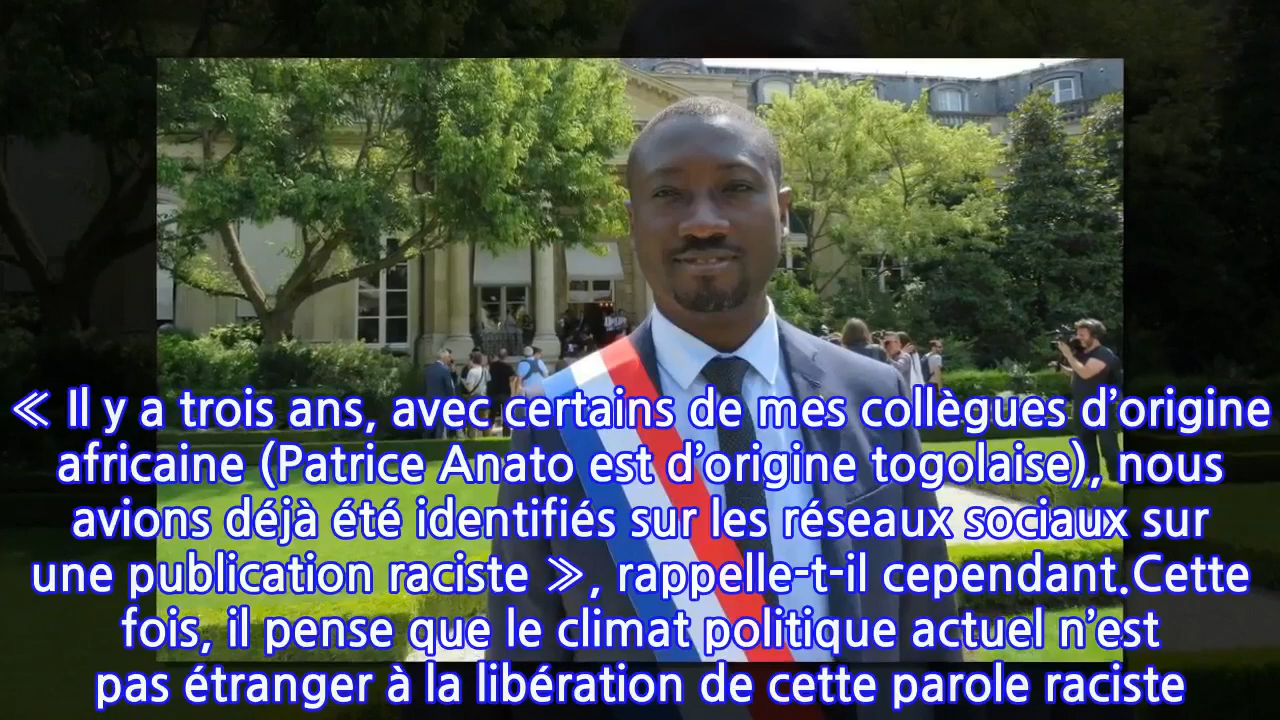 ≪ Il y a trois ans, avec certains de mes collègues d’origine
africaine (Patrice Anato est d’origine togolaise), nous
avions déjà été identifiés sur les réseaux sociaux sur
une publication raciste ≫, rappelle-t-il cependant.Cette
fois, il pense que le climat politique actuel n’est
pas étranger à la libération de cette parole raciste